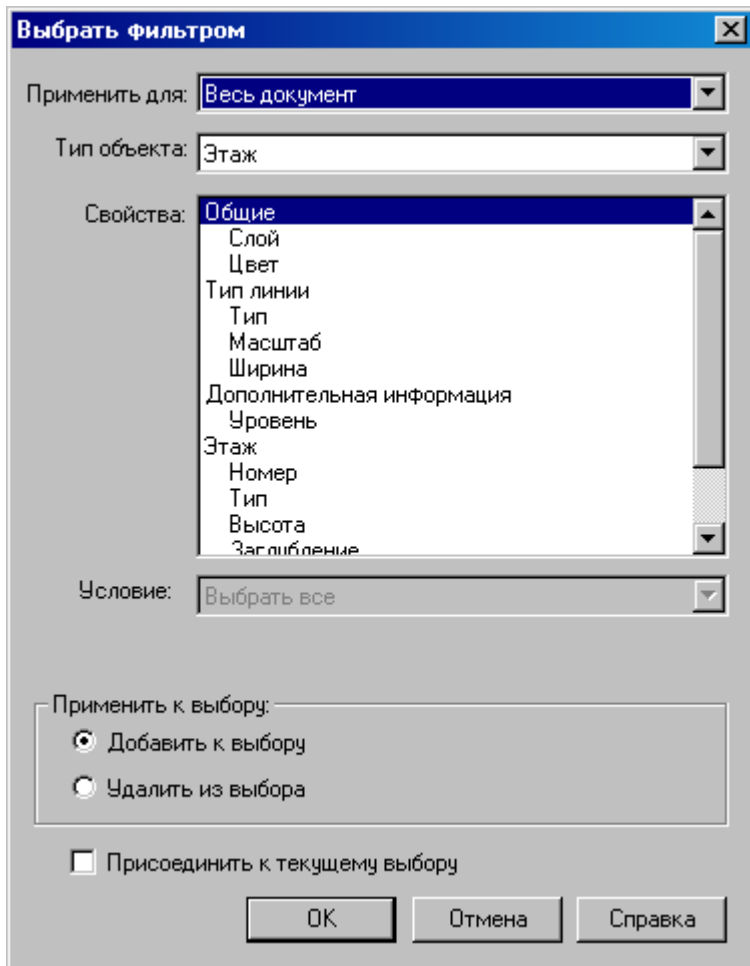 Выбрать фильтром
Применить для: Весь документ
Тип объекта: Этаж
Свойства: Общие
Слой
Цвет
Тип линии
Тип
Масштаб
Ширина
Дополнительная информация
Уровень
Этаж
Номер
Тип
Высота
Заглубление
Условие: Выбрать все
Применить к выбору:
Добавить к выбору
Удалить из выбора
Присоединить к текущему выбору
OK Отмена Справка